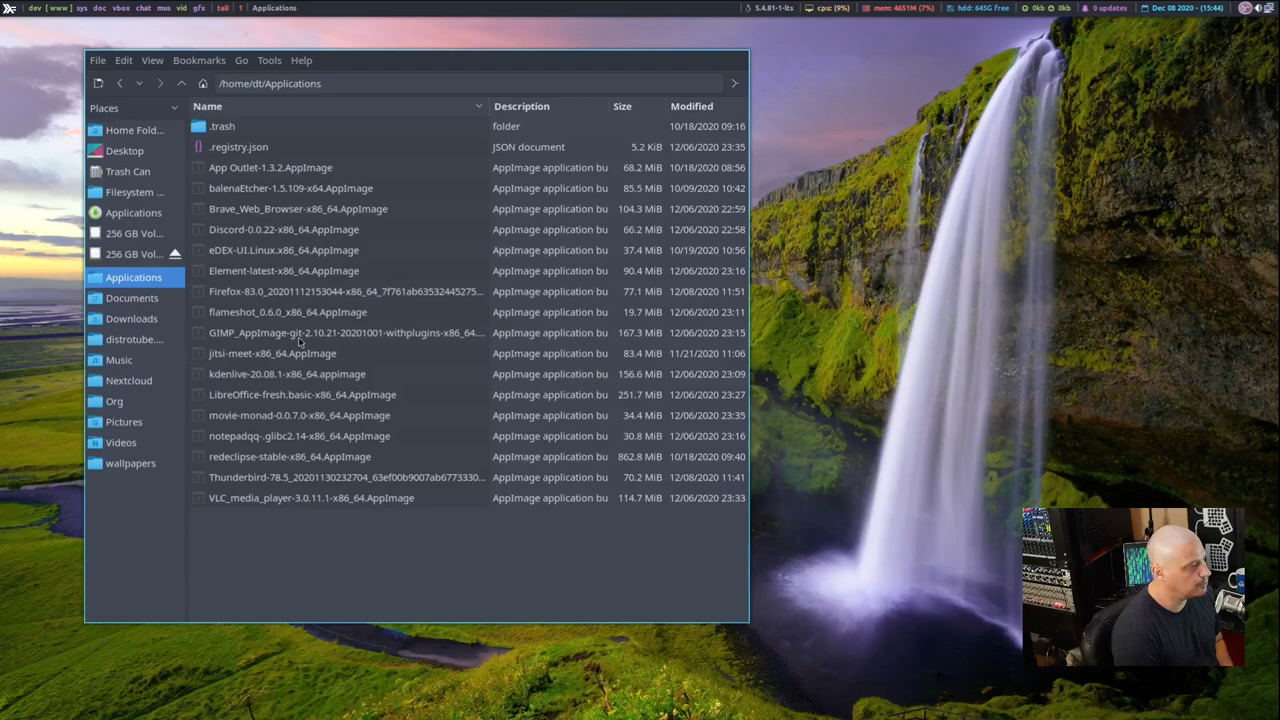 dev [ www ] sys doc vbox chat mus vid gfx tall 1 Applications 5.4.81-1-lts cpu: (9%) mem: 4651M (7%) hdd: 645G free 0kb 0kb 0 updates Dec 08 2020 - (15:44)
File Edit View Bookmarks Go Tools Help
/home/dt/Applications
Places Name Description Size Modified
Home Fold...
Desktop
Trash Can
Filesystem ...
Applications
256 GB Vol...
256 GB Vol...
Applications
Documents
Downloads
distrotube....
Music
Nextcloud
Org
Pictures
Videos
wallpapers
.trash folder 10/18/2020 09:16
.registry.json JSON document 5.2 KiB 12/06/2020 23:35
App Outlet-1.3.2.AppImage AppImage application bu 68.2 MiB 10/18/2020 08:56
balenaEtcher-1.5.109-x64.AppImage AppImage application bu 85.5 MiB 10/09/2020 10:42
Brave_Web_Browser-x86_64.AppImage AppImage application bu 104.3 MiB 12/06/2020 22:59
Discord-0.0.22-x86_64.AppImage AppImage application bu 66.2 MiB 12/06/2020 22:58
eDEX-UI.Linux.x86_64.AppImage AppImage application bu 37.4 MiB 10/19/2020 10:56
Element-latest-x86_64.AppImage AppImage application bu 90.4 MiB 12/06/2020 23:16
Firefox-83.0_20201112153044-x86_64_7f761ab63532445275... AppImage application bu 77.1 MiB 12/08/2020 11:51
flameshot_0.6.0_x86_64.AppImage AppImage application bu 19.7 MiB 12/06/2020 23:11
GIMP_AppImage-git-2.10.21-20201001-withplugins-x86_64.... AppImage application bu 167.3 MiB 12/06/2020 23:15
jitsi-meet-x86_64.AppImage AppImage application bu 83.4 MiB 11/21/2020 11:06
kdenlive-20.08.1-x86_64.appimage AppImage application bu 156.6 MiB 12/06/2020 23:09
LibreOffice-fresh.basic-x86_64.AppImage AppImage application bu 251.7 MiB 12/06/2020 23:27
movie-monad-0.0.7.0-x86_64.AppImage AppImage application bu 34.4 MiB 12/06/2020 23:35
notepadqq-.glibc2.14-x86_64.AppImage AppImage application bu 30.8 MiB 12/06/2020 23:16
redeclipse-stable-x86_64.AppImage AppImage application bu 862.8 MiB 10/18/2020 09:40
Thunderbird-78.5_20201130232704_63ef00b9007ab6773330... AppImage application bu 70.2 MiB 12/08/2020 11:41
VLC_media_player-3.0.11.1-x86_64.AppImage AppImage application bu 114.7 MiB 12/06/2020 23:33